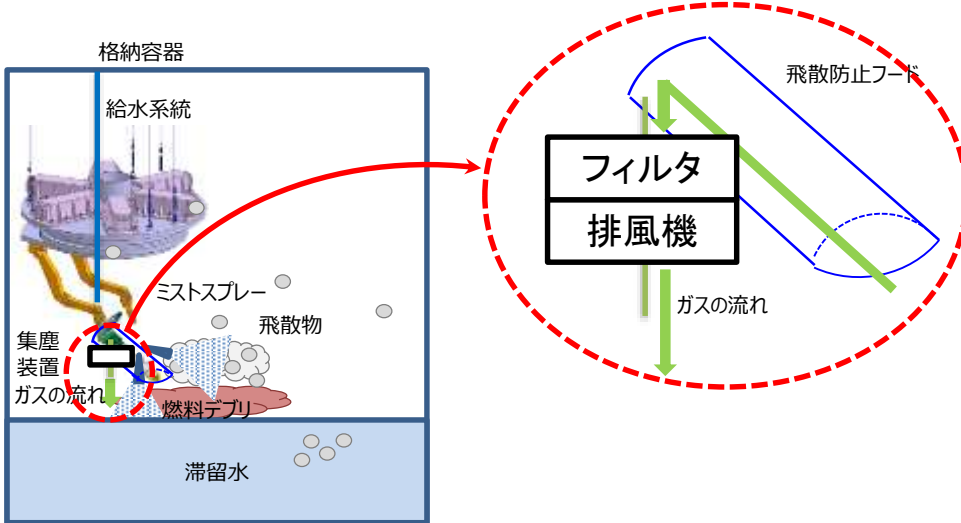 格納容器
給水系統
ミストスプレー
飛散物
集塵
装置
ガスの流れ
燃料デブリ
滞留水
飛散防止フード
フィルタ
排風機
ガスの流れ